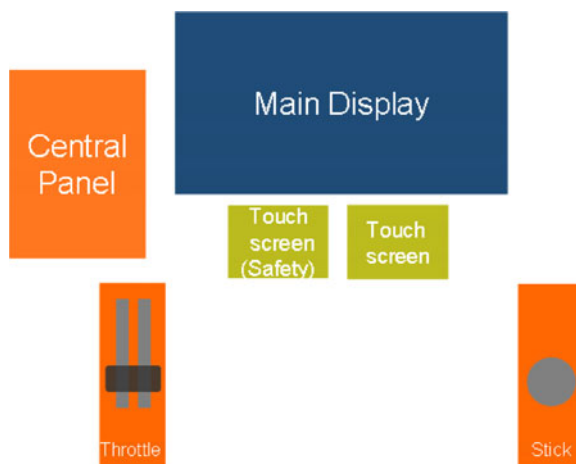 Main Display
Central
Panel
Touch
screen
(Safety)
Touch
screen
Throttle
Stick